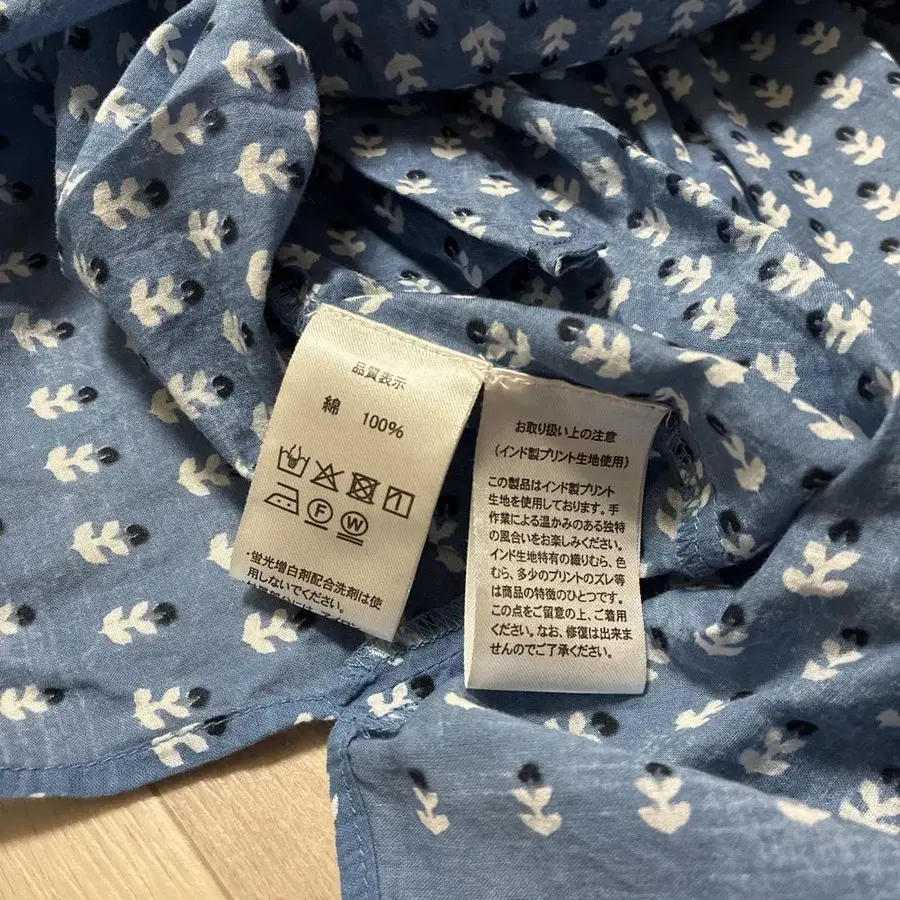 品質表示
綿 100%
F W
・蛍光増白剤配合洗剤は使
用しないでください。
お取り扱い上の注意
(インド製プリント生地使用)
この製品はインド製プリント
生地を使用しております。手
作業による温かみのある独特
の風合いをお楽しみください。
インド生地特有の織りむら、色
むら、多少のプリントのズレ等
は商品の特徴のひとつです。
この点をご留意の上、ご着用
ください。なお、修復は出来ま
せんのでご了承ください。